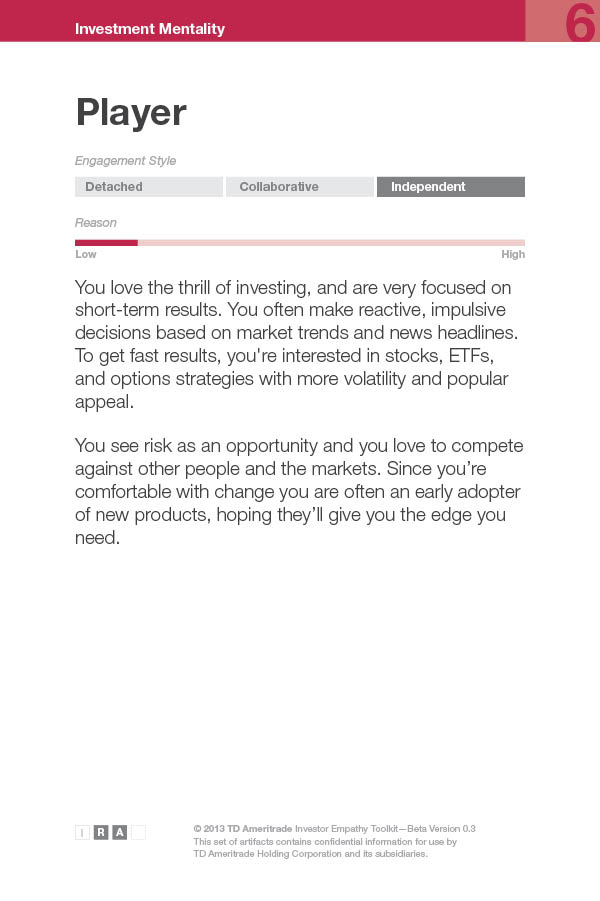 Investment Mentality
6
Player
Engagement Style
Detached
Collaborative
Independent
Reason
Low
High
You love the thrill of investing, and are very focused on
short-term results. You often make reactive, impulsive
decisions based on market trends and news headlines.
To get fast results, you're interested in stocks, ETFs,
and options strategies with more volatility and popular
appeal.
You see risk as an opportunity and you love to compete
against other people and the markets. Since you’re
comfortable with change you are often an early adopter
of new products, hoping they’ll give you the edge you
need.
I R A
© 2013 TD Ameritrade Investor Empathy Toolkit—Beta Version 0.3
This set of artifacts contains confidential information for use by
TD Ameritrade Holding Corporation and its subsidiaries.